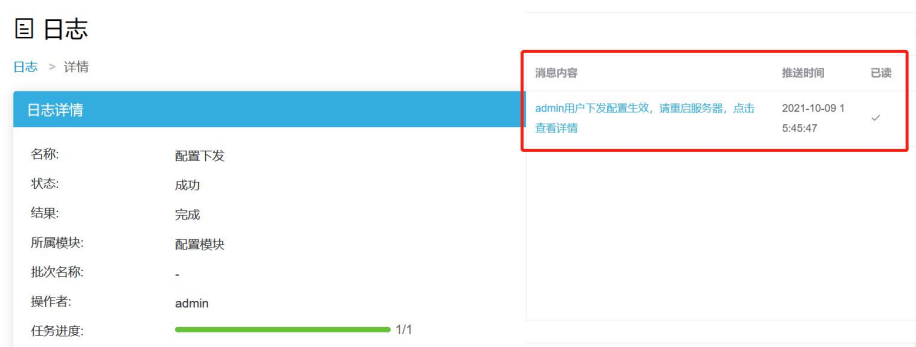 日志
日志 > 详情
日志详情
名称: 配置下发
状态: 成功
结果: 完成
所属模块: 配置模块
批次名称: -
操作者: admin
任务进度: 1/1
消息内容 推送时间 已读
admin用户下发配置生效，请重启服务器，点击 2021-10-09 1
查看详情 5:45:47